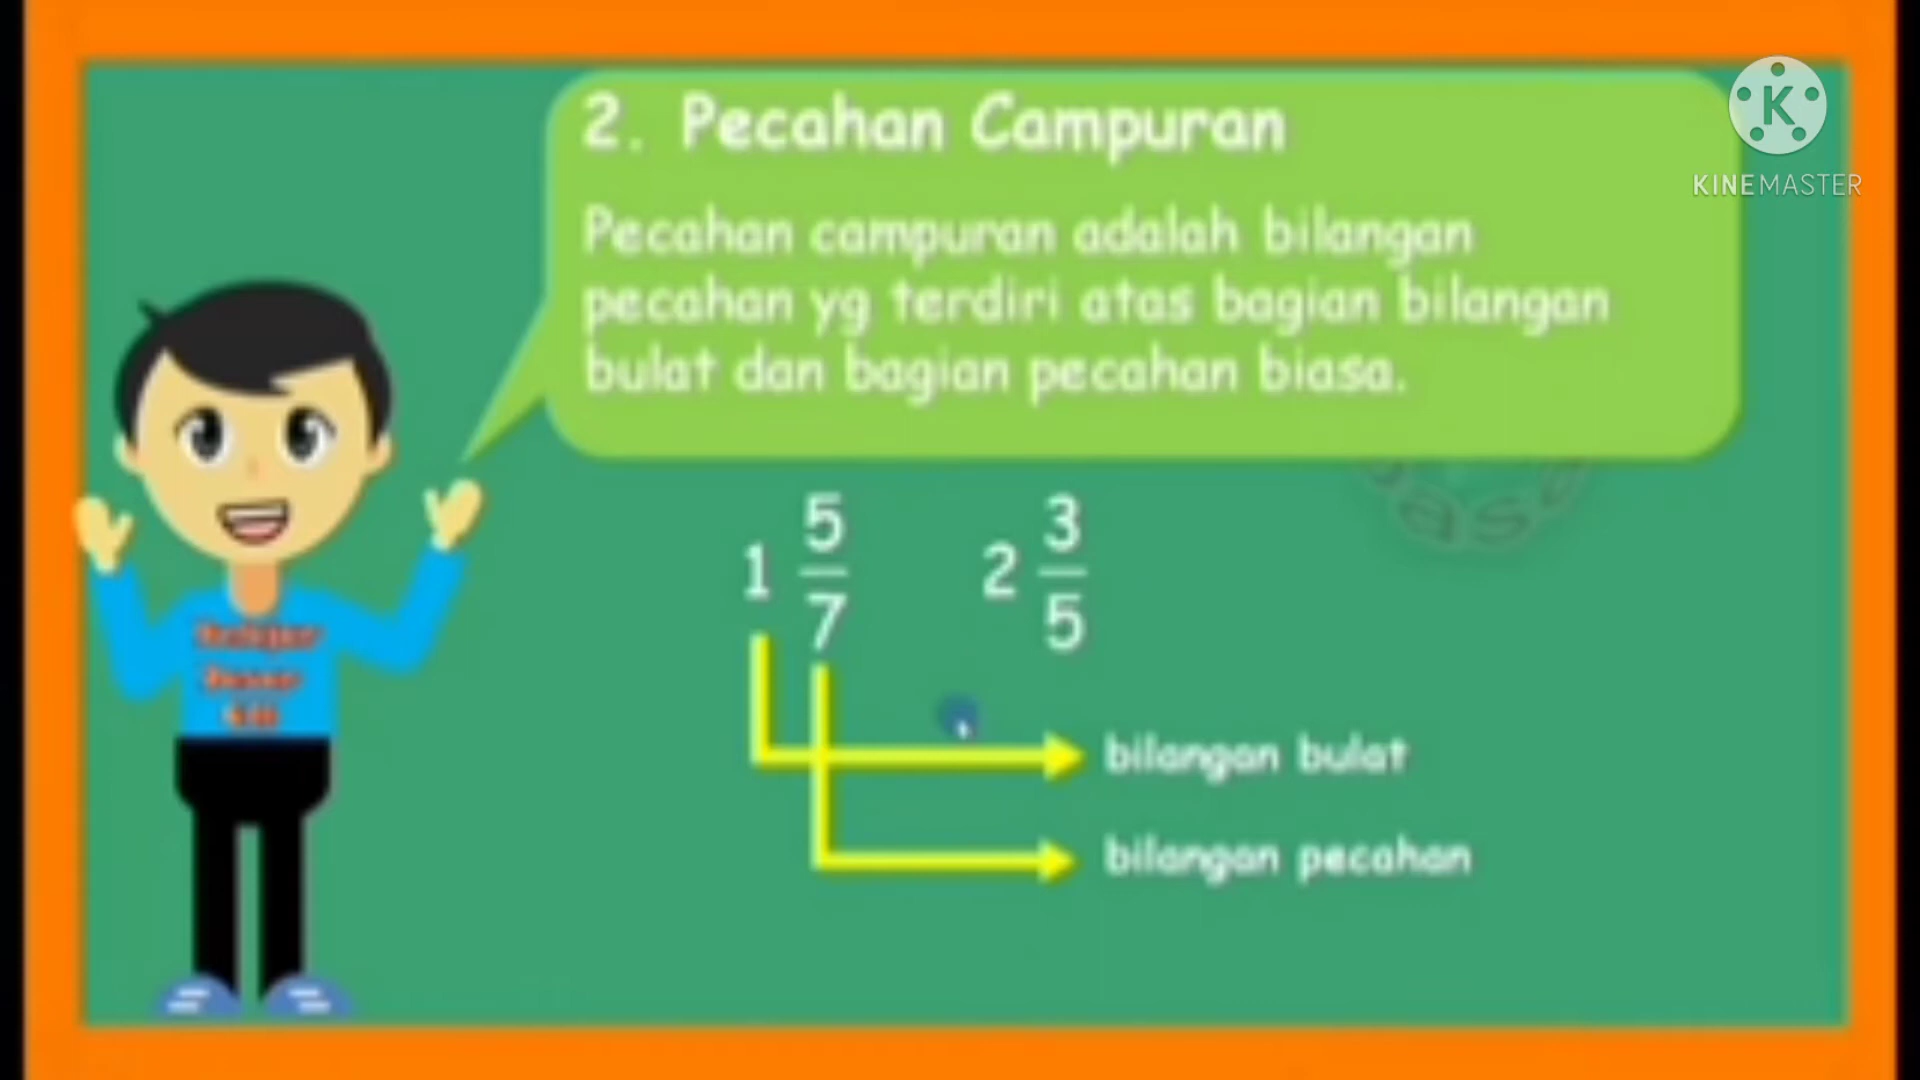 2. Pecahan Campuran
Pecahan campuran adalah bilangan
pecahan yg terdiri atas bagian bilangan
bulat dan bagian pecahan biasa.
1 5/7 2 3/5
bilangan bulat
bilangan pecahan
K
KINEMASTER